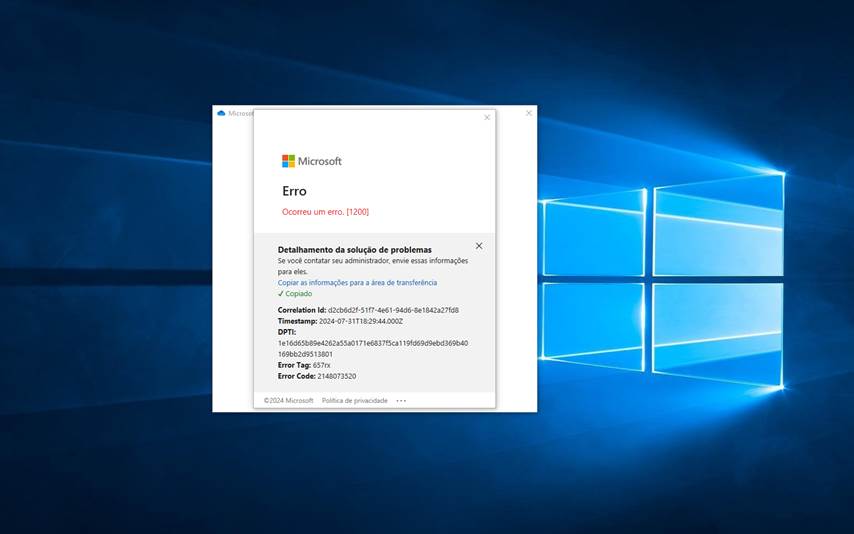 Microsoft
Erro
Ocorreu um erro. [1200]
Detalhamento da solução de problemas
Se você contatar seu administrador, envie essas informações
para eles.
Copiar as informações para a área de transferência
✓ Copiado
Correlation Id: d2cb6d2f-51f7-4e61-94d6-8e1842a27fd8
Timestamp: 2024-07-31T18:29:44.000Z
DPTI:
1e16d65b89e4262a55a0171e6837f5ca119fd69d9ebd369b40
169bb2d9513801
Error Tag: 657rx
Error Code: 2148073520
©2024 Microsoft Política de privacidade